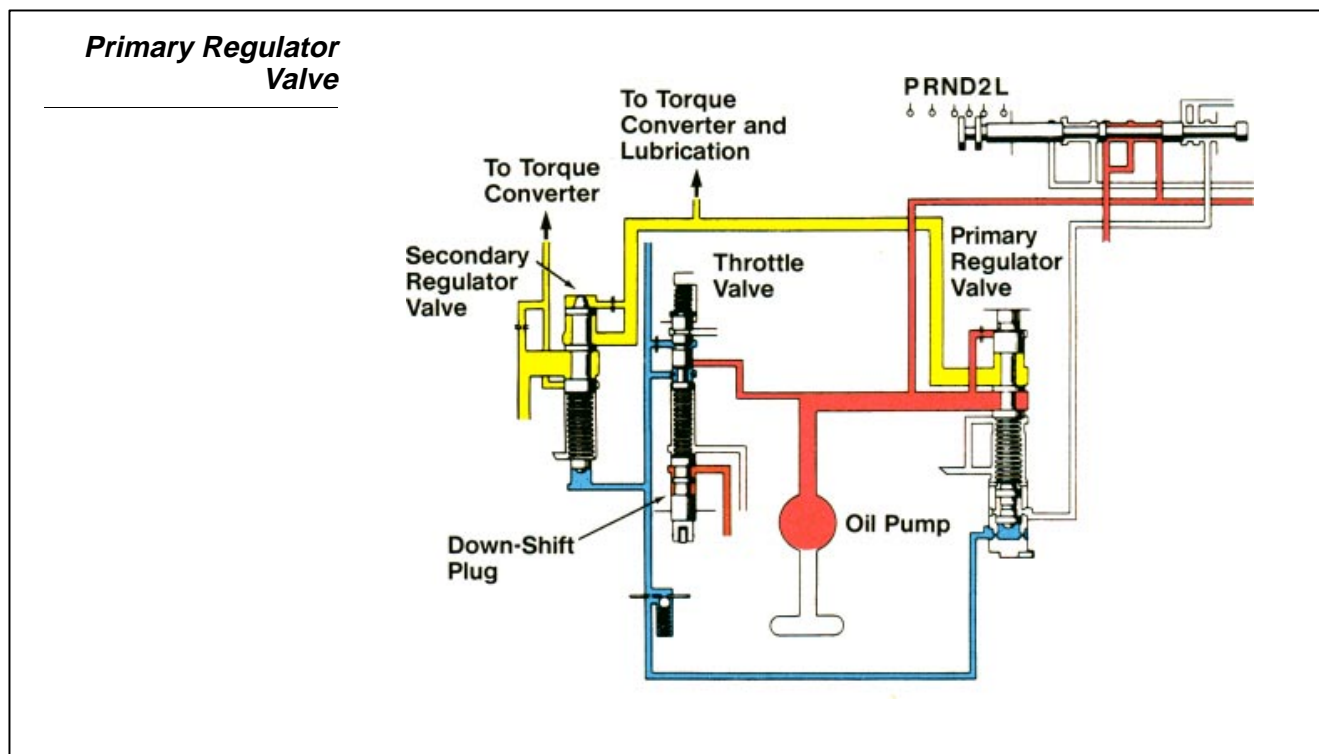 Primary Regulator
Valve
PRND2L
To Torque
Converter and
Lubrication
To Torque
Converter
Secondary
Regulator
Valve
Throttle
Valve
Primary
Regulator
Valve
Oil Pump
Down-Shift
Plug